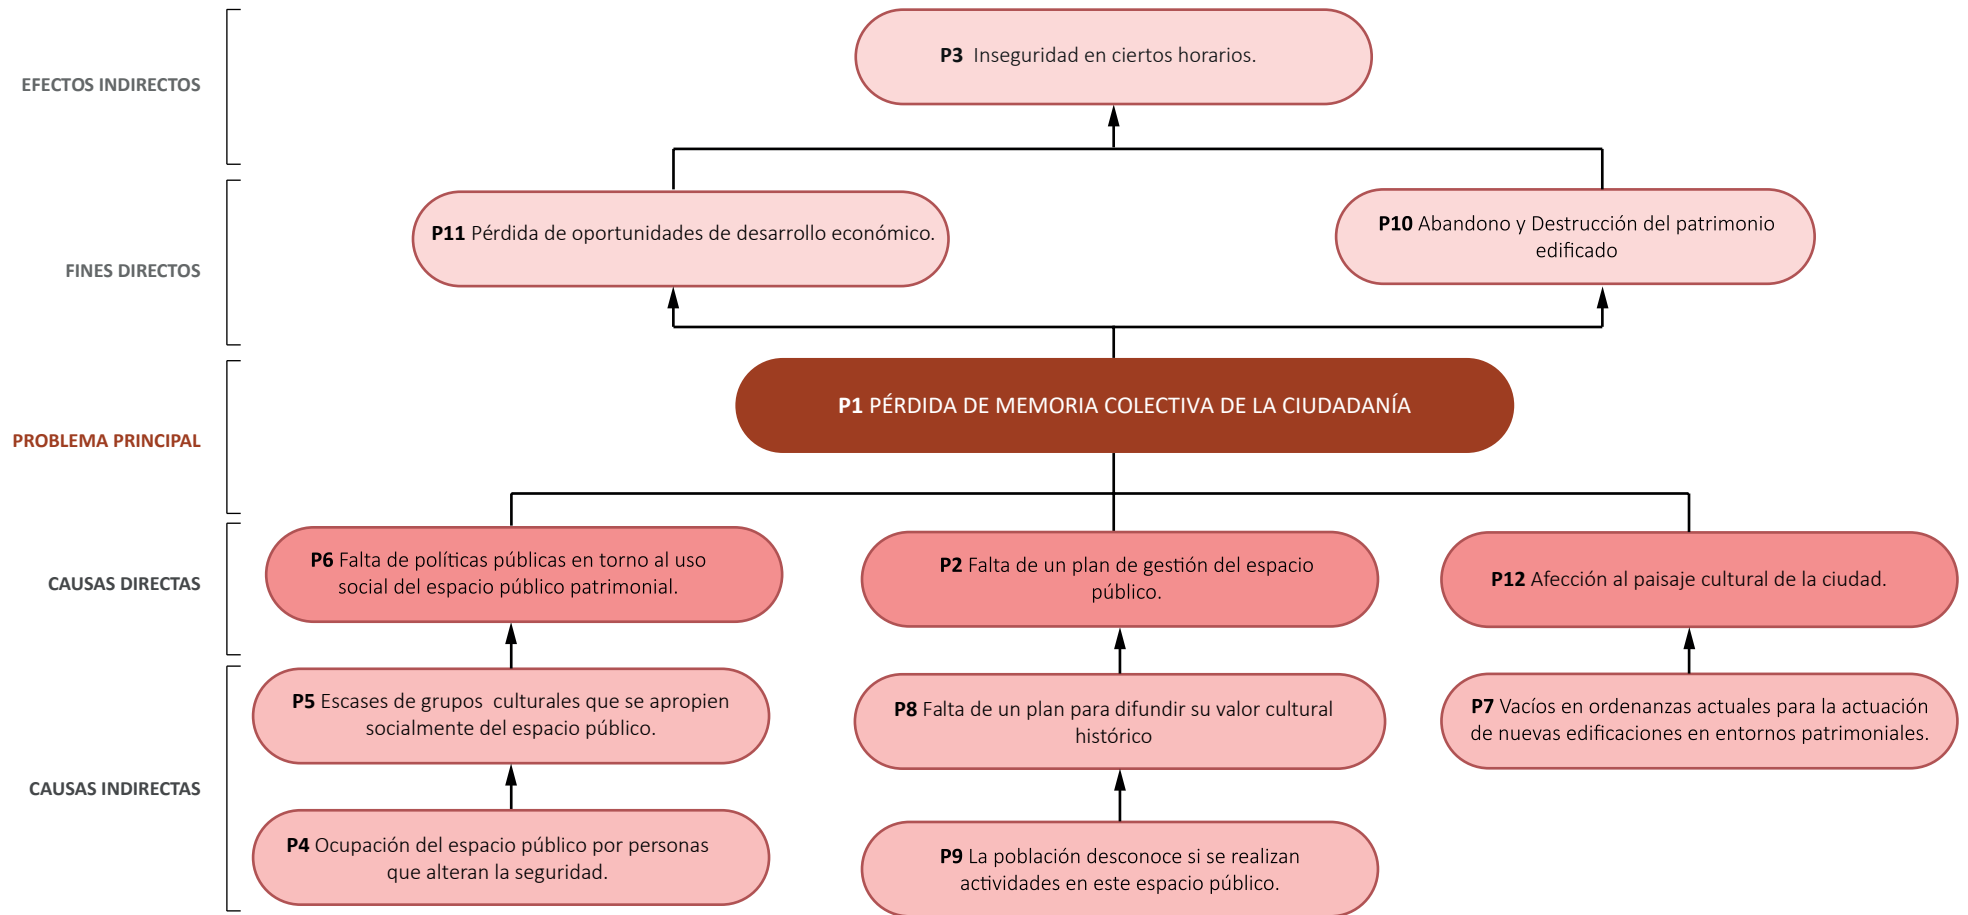 EFECTOS INDIRECTOS
P3 Inseguridad en ciertos horarios.
FINES DIRECTOS
P11 Pérdida de oportunidades de desarrollo económico.
P10 Abandono y Destrucción del patrimonio
edificado
PROBLEMA PRINCIPAL
P1 PÉRDIDA DE MEMORIA COLECTIVA DE LA CIUDADANÍA
CAUSAS DIRECTAS
P6 Falta de políticas públicas en torno al uso
social del espacio público patrimonial.
P2 Falta de un plan de gestión del espacio
público.
P12 Afección al paisaje cultural de la ciudad.
CAUSAS INDIRECTAS
P5 Escases de grupos culturales que se apropien
socialmente del espacio público.
P8 Falta de un plan para difundir su valor cultural
histórico
P7 Vacíos en ordenanzas actuales para la actuación
de nuevas edificaciones en entornos patrimoniales.
P4 Ocupación del espacio público por personas
que alteran la seguridad.
P9 La población desconoce si se realizan
actividades en este espacio público.